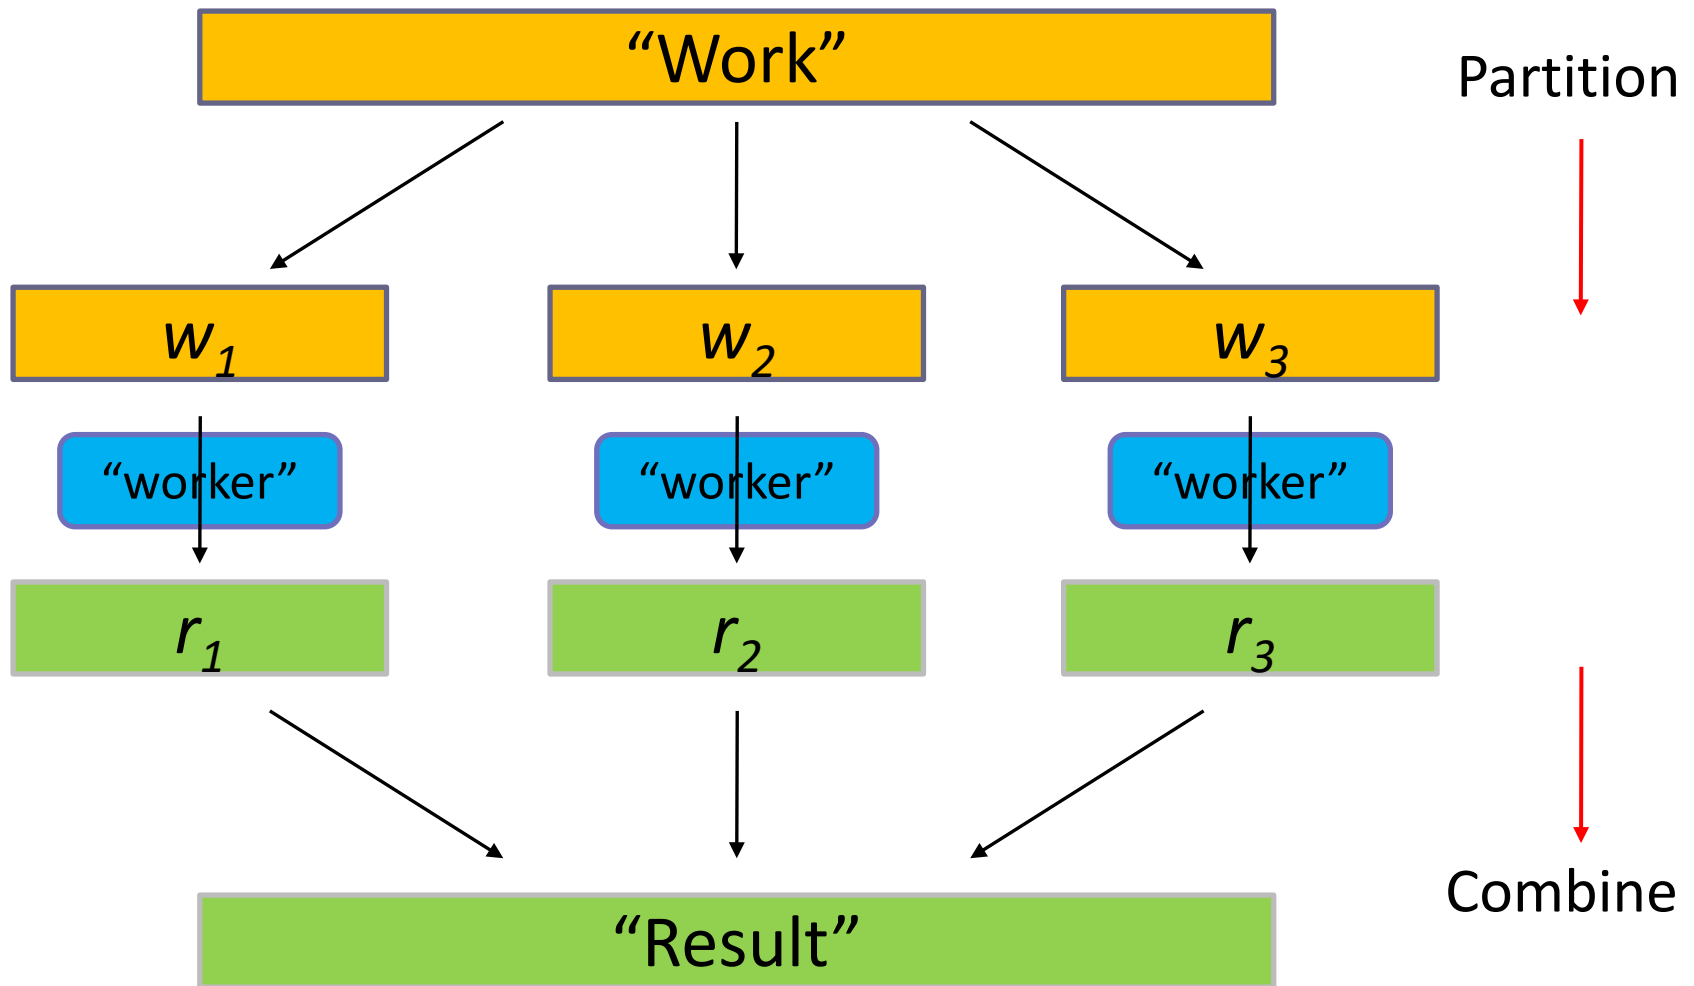 “Work”
Partition
w1
w2
w3
“worker”
“worker”
“worker”
r1
r2
r3
Combine
“Result”